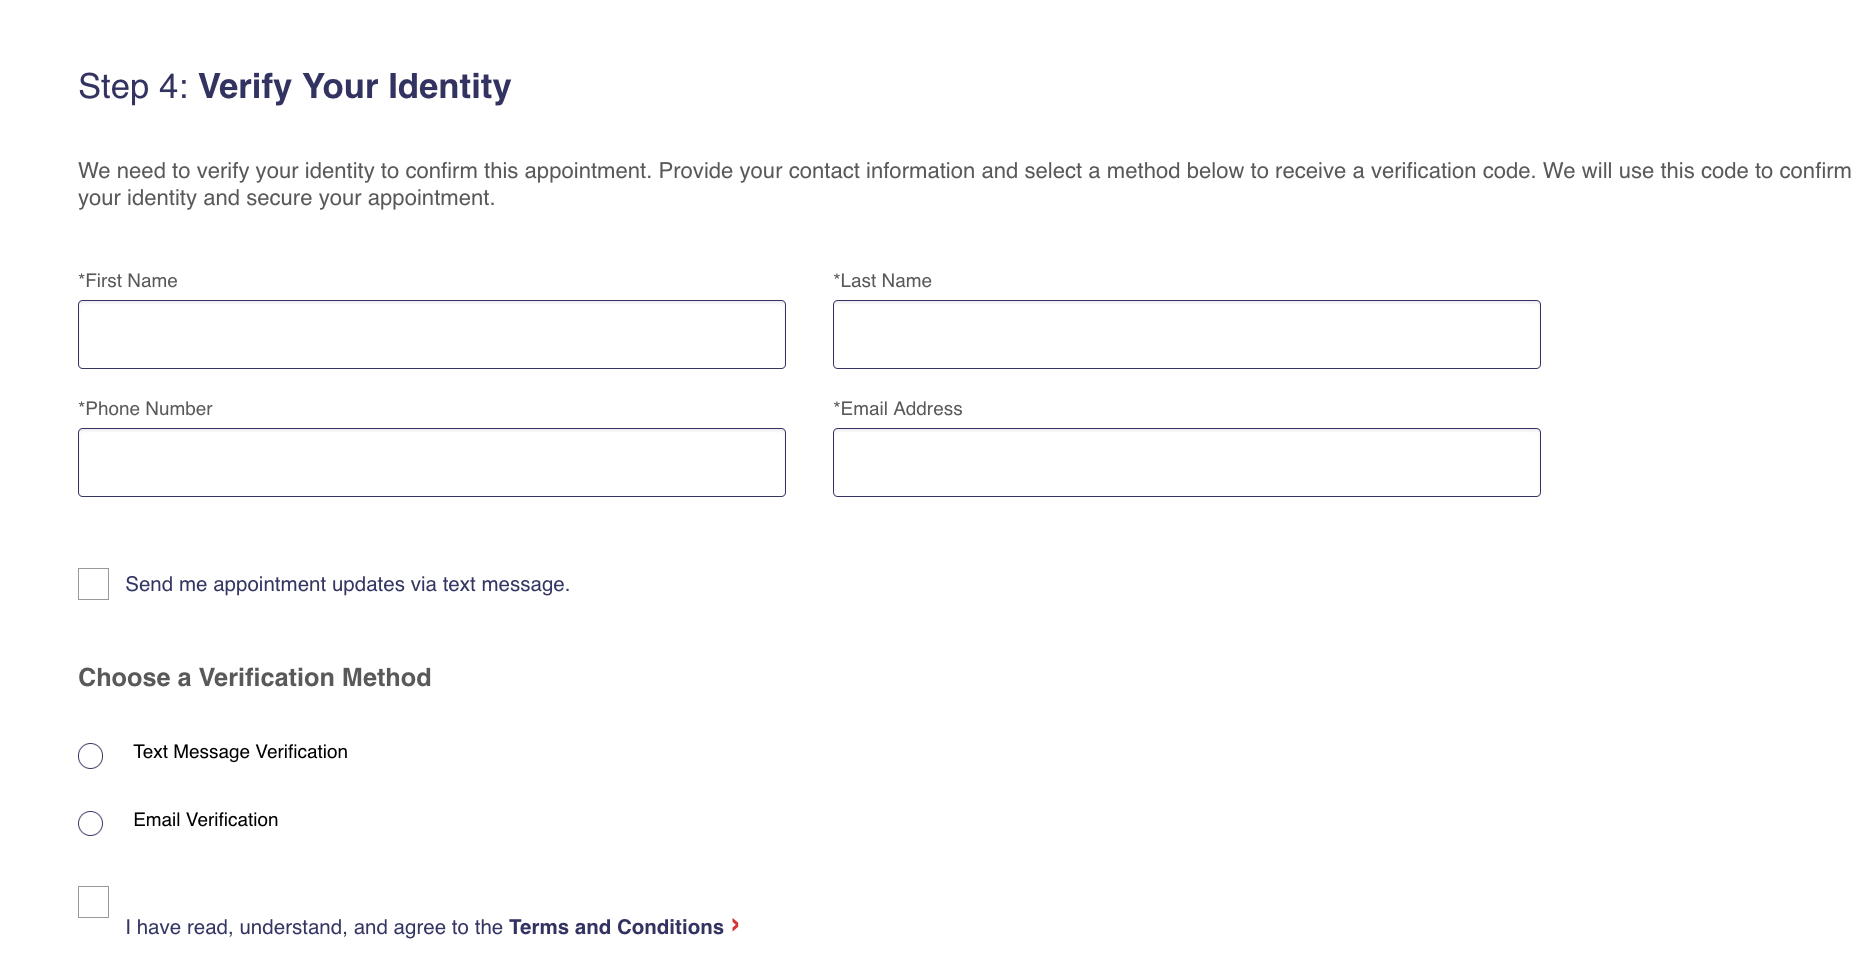 Step 4: Verify Your Identity
We need to verify your identity to confirm this appointment. Provide your contact information and select a method below to receive a verification code. We will use this code to confirm
your identity and secure your appointment.
*First Name
*Last Name
*Phone Number
*Email Address
Send me appointment updates via text message.
Choose a Verification Method
Text Message Verification
Email Verification
I have read, understand, and agree to the Terms and Conditions ›